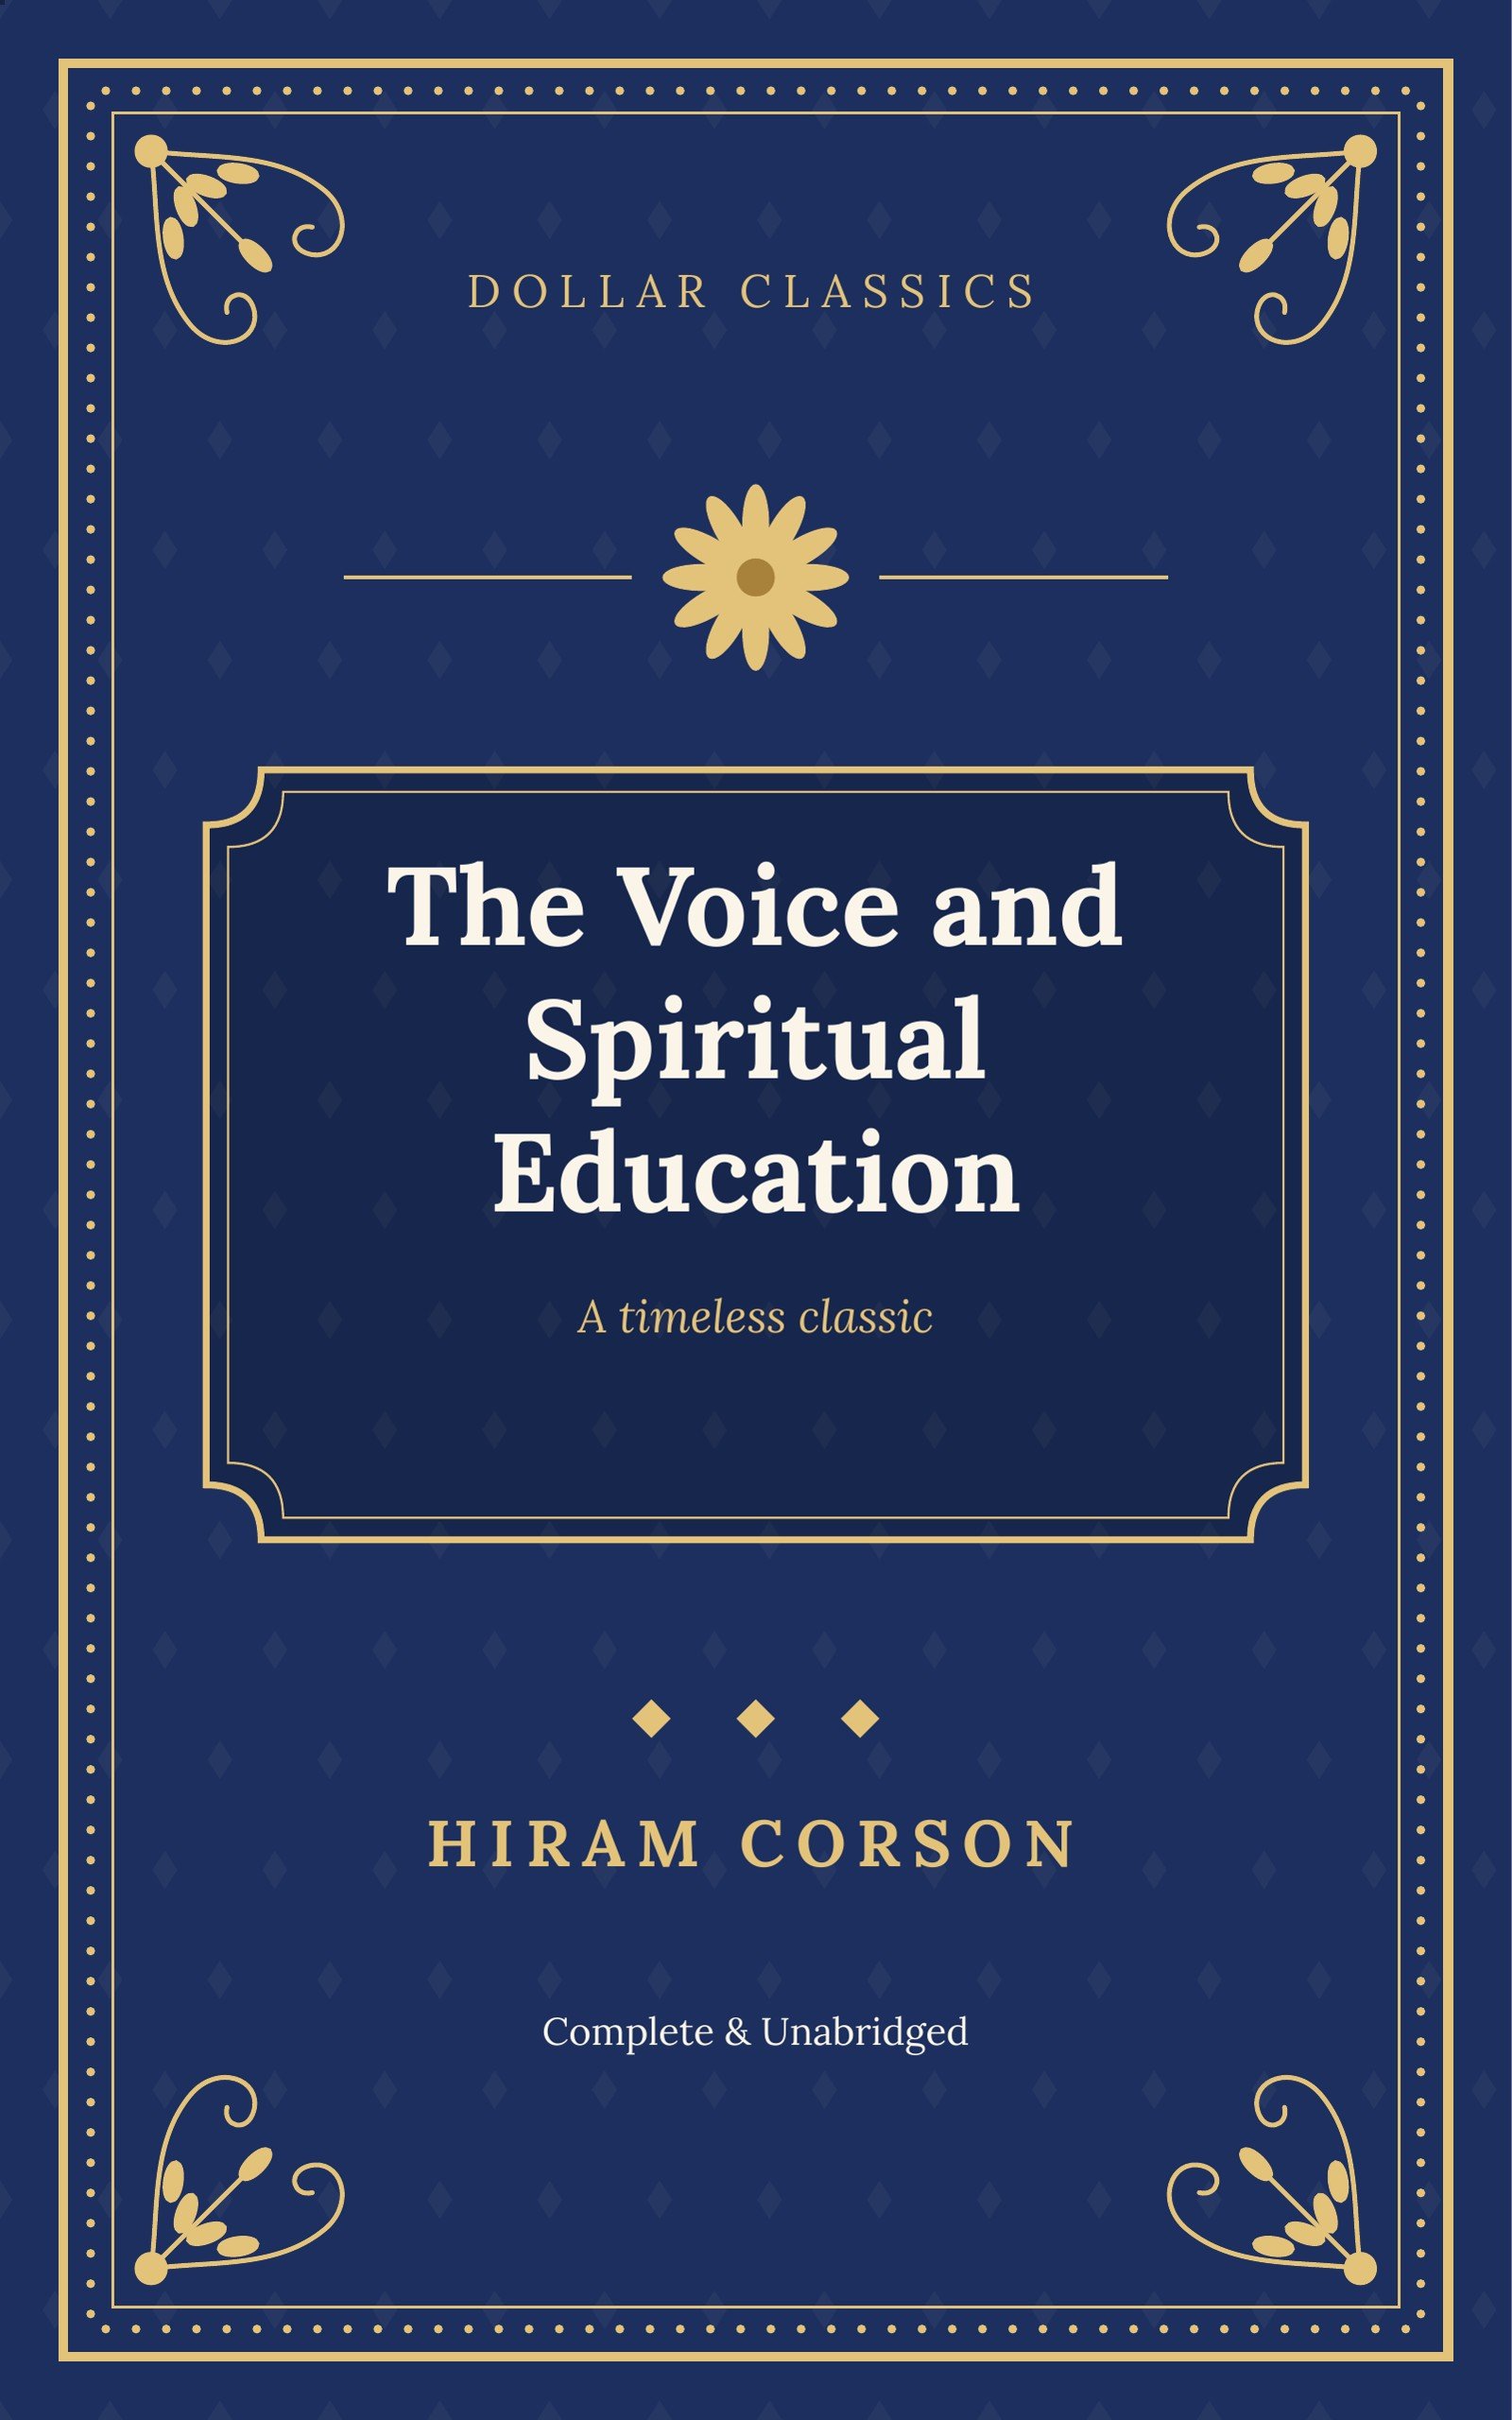 DOLLAR CLASSICS
The Voice and
Spiritual
Education
A timeless classic
HIRAM CORSON
Complete & Unabridged